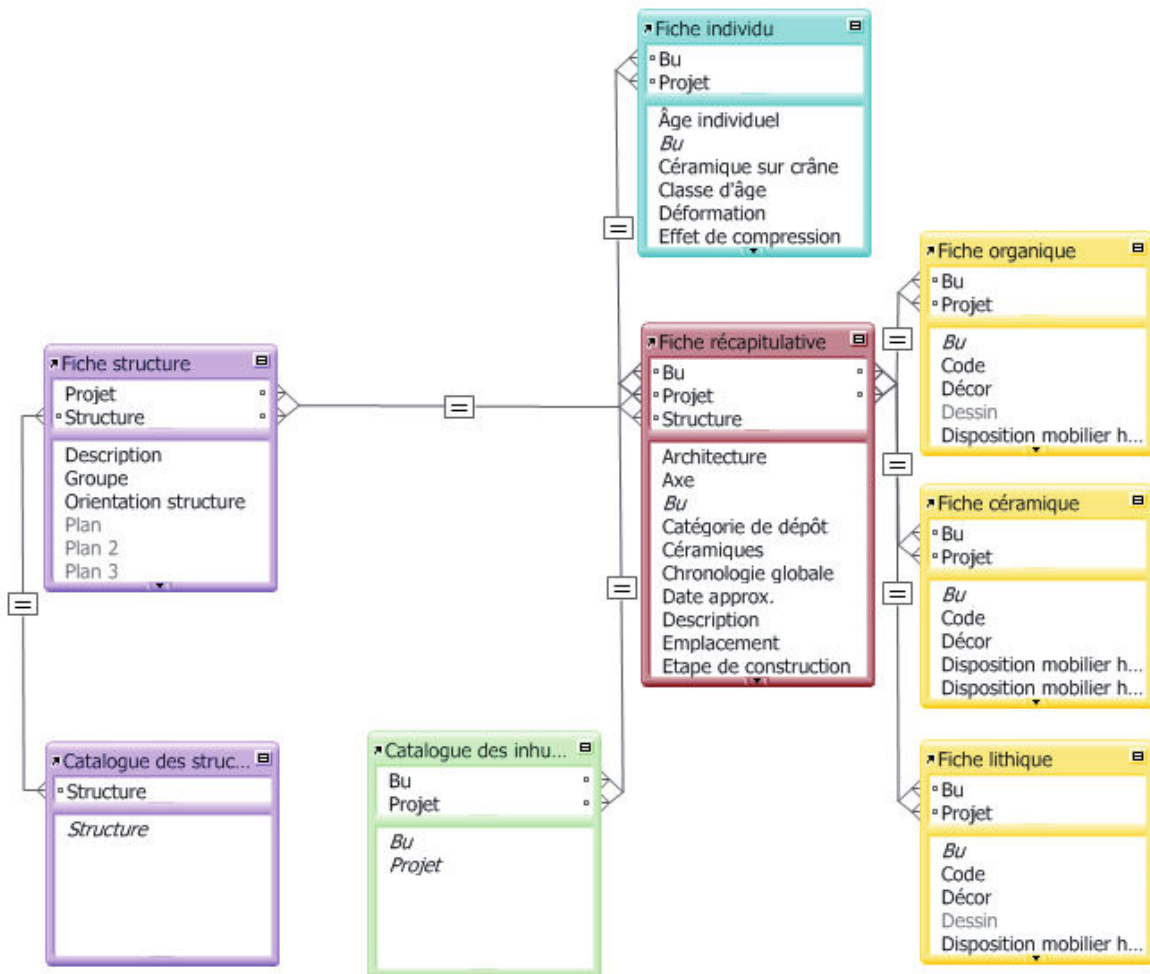 Fiche individu
Bu
Projet
Âge individuel
Bu
Céramique sur crâne
Classe d'âge
Déformation
Effet de compression
Fiche organique
Bu
Projet
Bu
Code
Décor
Dessin
Disposition mobilier h...
Fiche récapitulative
Bu
Projet
Structure
Architecture
Axe
Bu
Catégorie de dépôt
Céramiques
Chronologie globale
Date approx.
Description
Emplacement
Etape de construction
Fiche structure
Projet
Structure
Description
Groupe
Orientation structure
Plan
Plan 2
Plan 3
Fiche céramique
Bu
Projet
Bu
Code
Décor
Disposition mobilier h...
Disposition mobilier h...
Catalogue des struc...
Structure
Structure
Catalogue des inhu...
Bu
Projet
Bu
Projet
Fiche lithique
Bu
Projet
Bu
Code
Décor
Dessin
Disposition mobilier h...